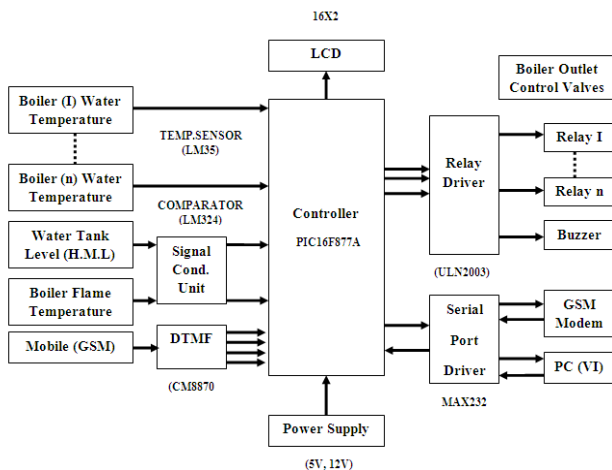 16X2
LCD
Boiler Outlet
Control Valves
Boiler (I) Water
Temperature
TEMP.SENSOR
(LM35)
Boiler (n) Water
Temperature
COMPARATOR
(LM324)
Water Tank
Level (H.M.L)
Signal
Cond.
Unit
Boiler Flame
Temperature
Mobile (GSM)
DTMF
(CM8870
Controller
PIC16F877A
Relay
Driver
(ULN2003)
Relay I
Relay n
Buzzer
Serial
Port
Driver
MAX232
GSM
Modem
PC (VI)
Power Supply
(5V, 12V)